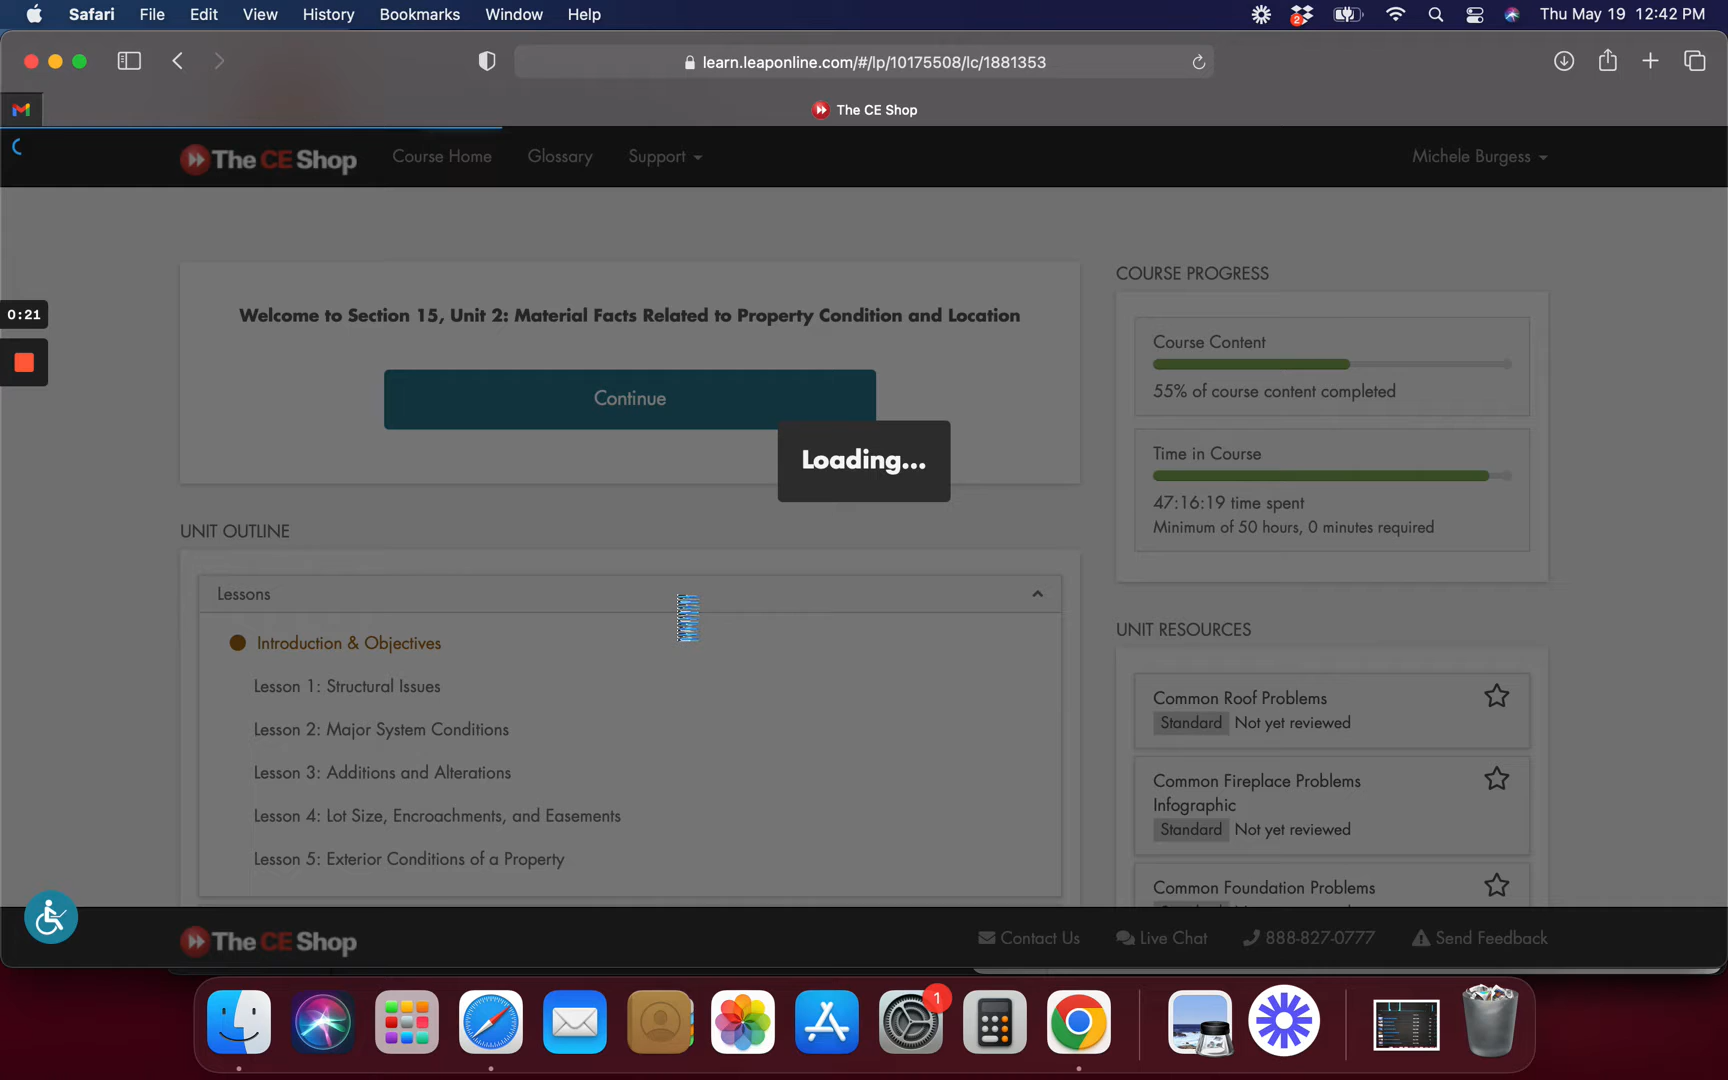 Safari File Edit View History Bookmarks Window Help
2
Thu May 19 12:42 PM
learn.leaponline.com/#/lp/10175508/lc/1881353
The CE Shop
The CE Shop Course Home Glossary Support
Michele Burgess
0:21
Welcome to Section 15, Unit 2: Material Facts Related to Property Condition and Location
Continue
Loading...
COURSE PROGRESS
Course Content
55% of course content completed
Time in Course
47:16:19 time spent
Minimum of 50 hours, 0 minutes required
UNIT OUTLINE
Lessons
Introduction & Objectives
Lesson 1: Structural Issues
Lesson 2: Major System Conditions
Lesson 3: Additions and Alterations
Lesson 4: Lot Size, Encroachments, and Easements
Lesson 5: Exterior Conditions of a Property
UNIT RESOURCES
Common Roof Problems
Standard Not yet reviewed
Common Fireplace Problems
Infographic
Standard Not yet reviewed
Common Foundation Problems
The CE Shop
Contact Us Live Chat 888-827-0777 Send Feedback
1